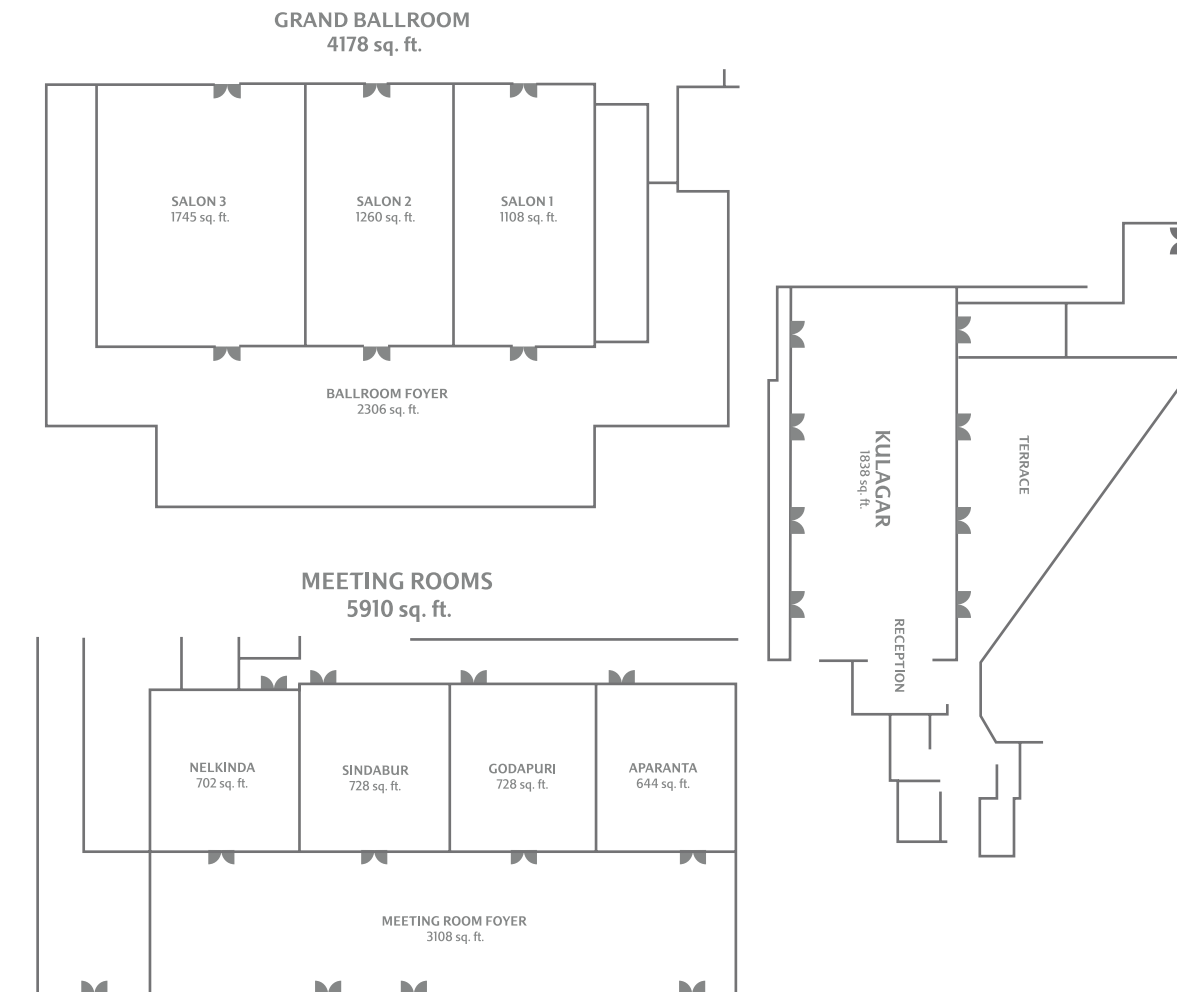 GRAND BALLROOM
4178 sq. ft.
SALON 3
1745 sq. ft.
SALON 2
1260 sq. ft.
SALON 1
1108 sq. ft.
BALLROOM FOYER
2306 sq. ft.
MEETING ROOMS
5910 sq. ft.
NELKINDA
702 sq. ft.
SINDABUR
728 sq. ft.
GODAPURI
728 sq. ft.
APARANTA
644 sq. ft.
MEETING ROOM FOYER
3108 sq. ft.
KULAGAR
1838 sq. ft.
TERRACE
RECEPTION